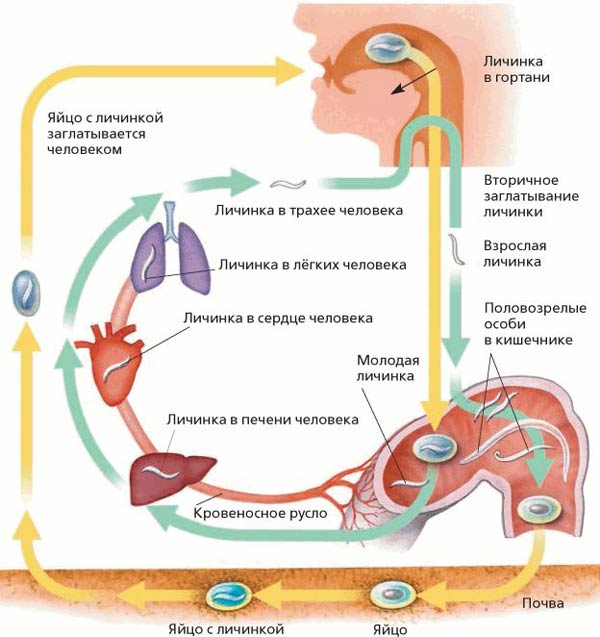 Личинка
в гортани
Яйцо с личинкой
заглатывается
человеком
Вторичное
заглатывание
личинки
Личинка в трахее человека
Взрослая
личинка
Личинка в лёгких человека
Половозрелые
особи
в кишечнике
Личинка в сердце человека
Молодая
личинка
Личинка в печени человека
Кровеносное русло
Почва
Яйцо с личинкой
Яйцо